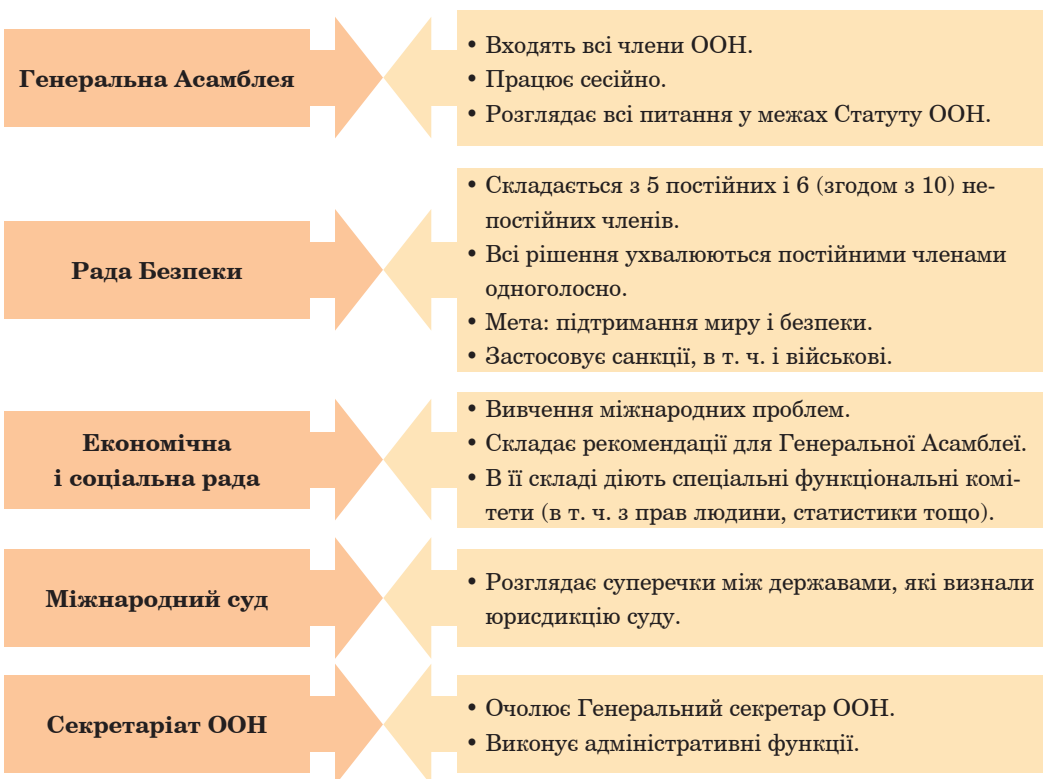 Генеральна Асамблея
• Входять всі члени ООН.
• Працює сесійно.
• Розглядає всі питання у межах Статуту ООН.
Рада Безпеки
• Складається з 5 постійних і 6 (згодом з 10) не-
постійних членів.
• Всі рішення ухвалюються постійними членами
одноголосно.
• Мета: підтримання миру і безпеки.
• Застосовує санкції, в т. ч. і військові.
Економічна
і соціальна рада
• Вивчення міжнародних проблем.
• Складає рекомендації для Генеральної Асамблеї.
• В її складі діють спеціальні функціональні комі-
тети (в т. ч. з прав людини, статистики тощо).
Міжнародний суд
• Розглядає суперечки між державами, які визнали
юрисдикцію суду.
Секретаріат ООН
• Очолює Генеральний секретар ООН.
• Виконує адміністративні функції.